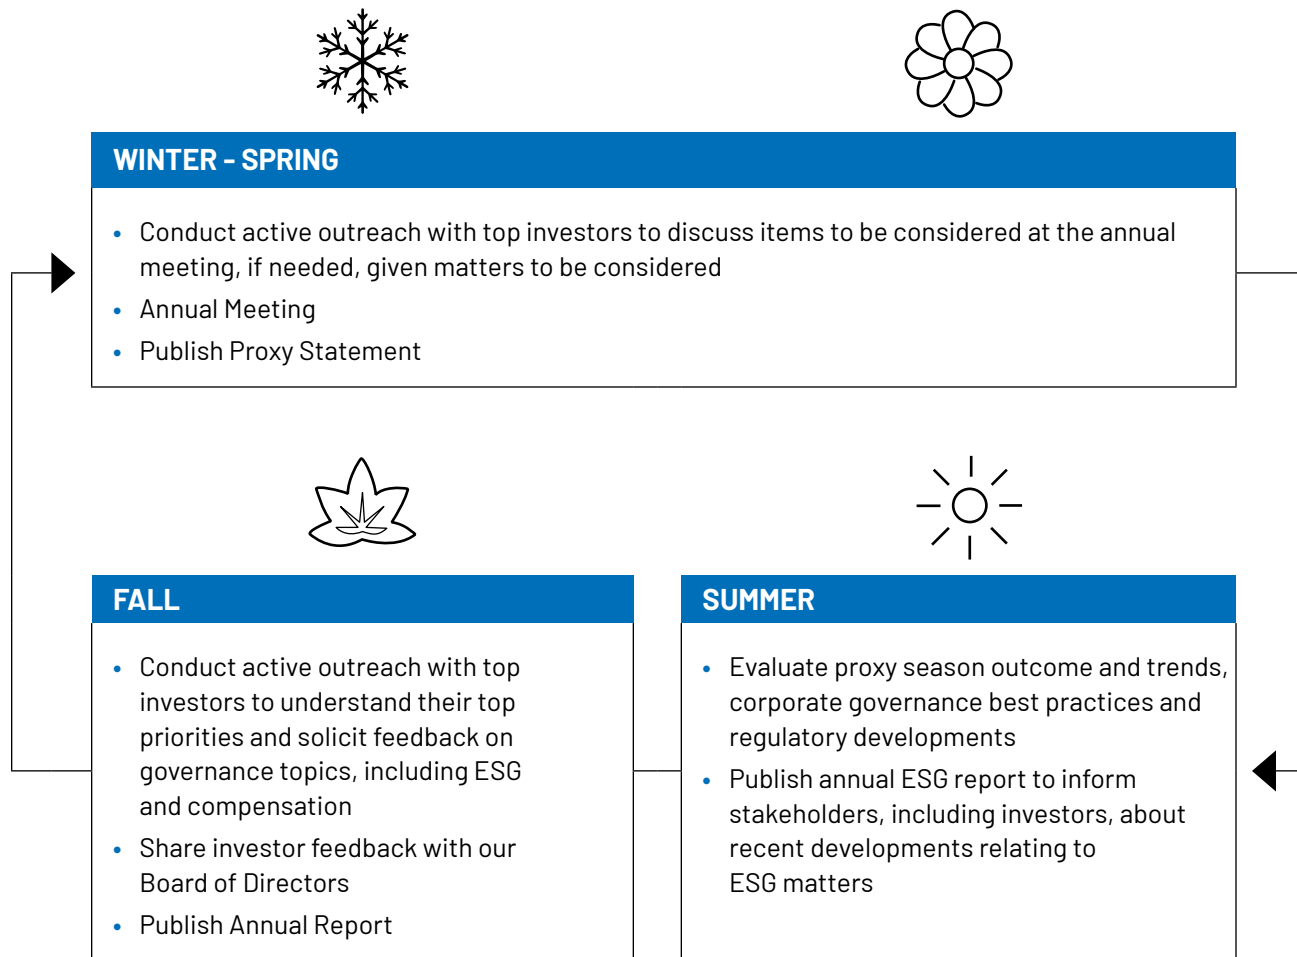 WINTER - SPRING
• Conduct active outreach with top investors to discuss items to be considered at the annual
meeting, if needed, given matters to be considered
• Annual Meeting
• Publish Proxy Statement
FALL
• Conduct active outreach with top
investors to understand their top
priorities and solicit feedback on
governance topics, including ESG
and compensation
• Share investor feedback with our
Board of Directors
• Publish Annual Report
SUMMER
• Evaluate proxy season outcome and trends,
corporate governance best practices and
regulatory developments
• Publish annual ESG report to inform
stakeholders, including investors, about
recent developments relating to
ESG matters